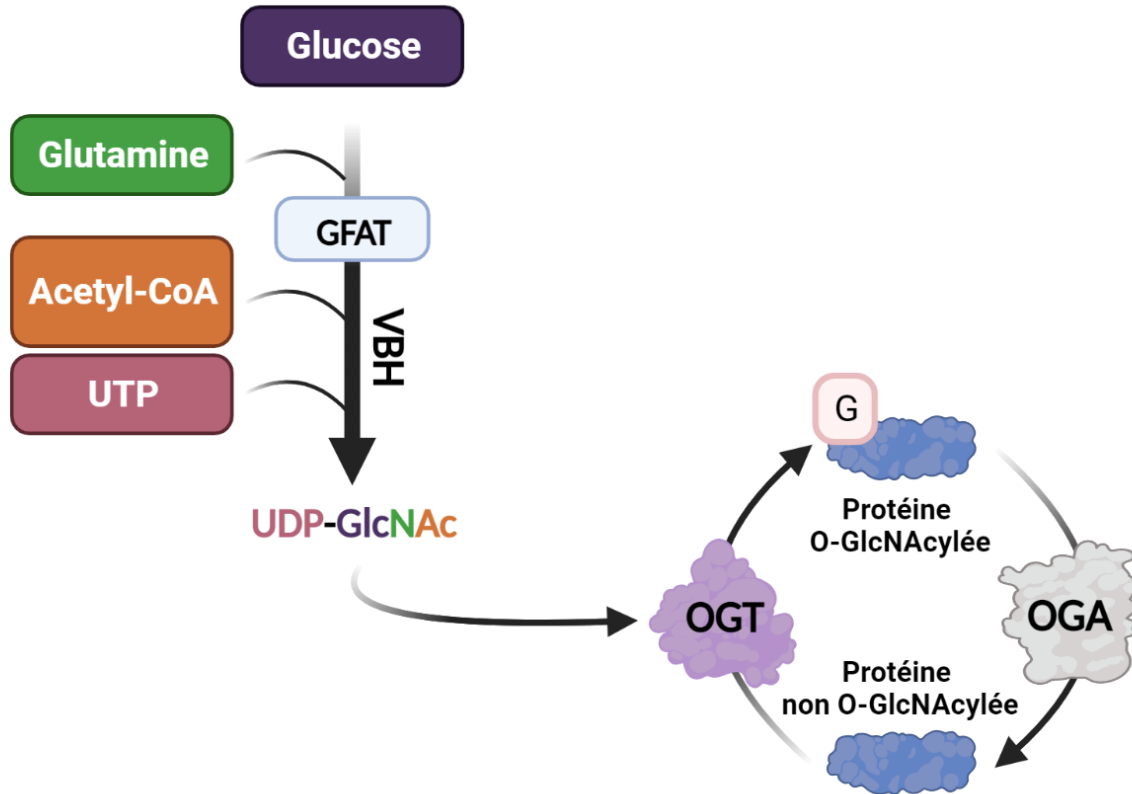 Glucose
Glutamine
GFAT
Acetyl-CoA
VBH
UTP
UDP-GlcNAc
G
Protéine
O-GlcNAcylée
OGT
OGA
Protéine
non O-GlcNAcylée